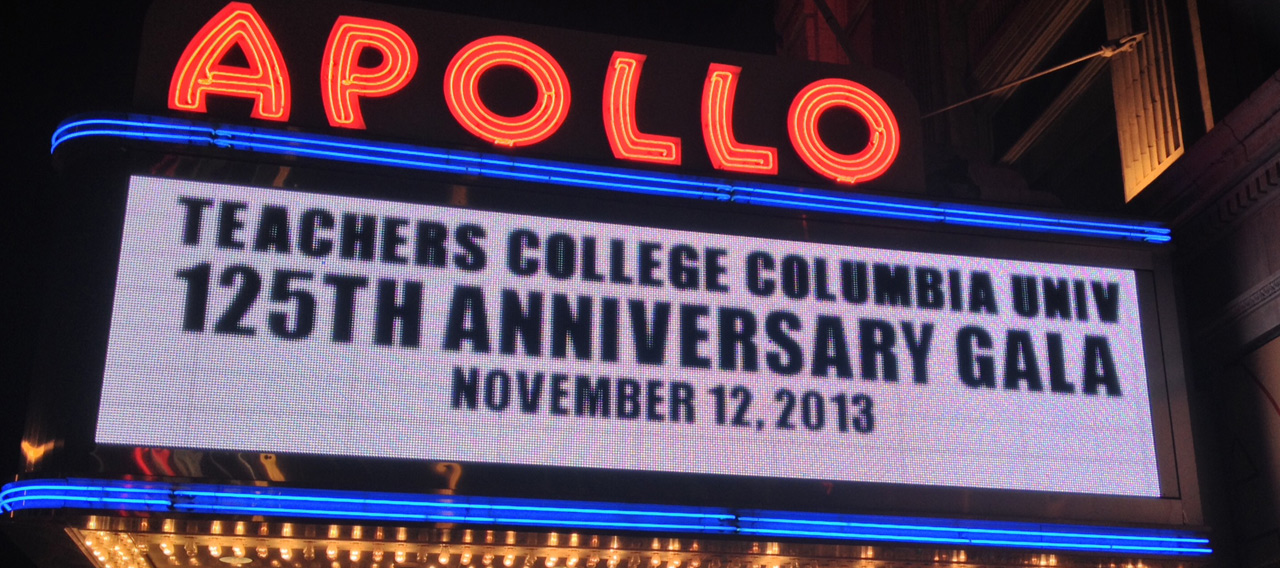 APOLLO
TEACHERS COLLEGE COLUMBIA UNIV
125TH ANNIVERSARY GALA
NOVEMBER 12, 2013